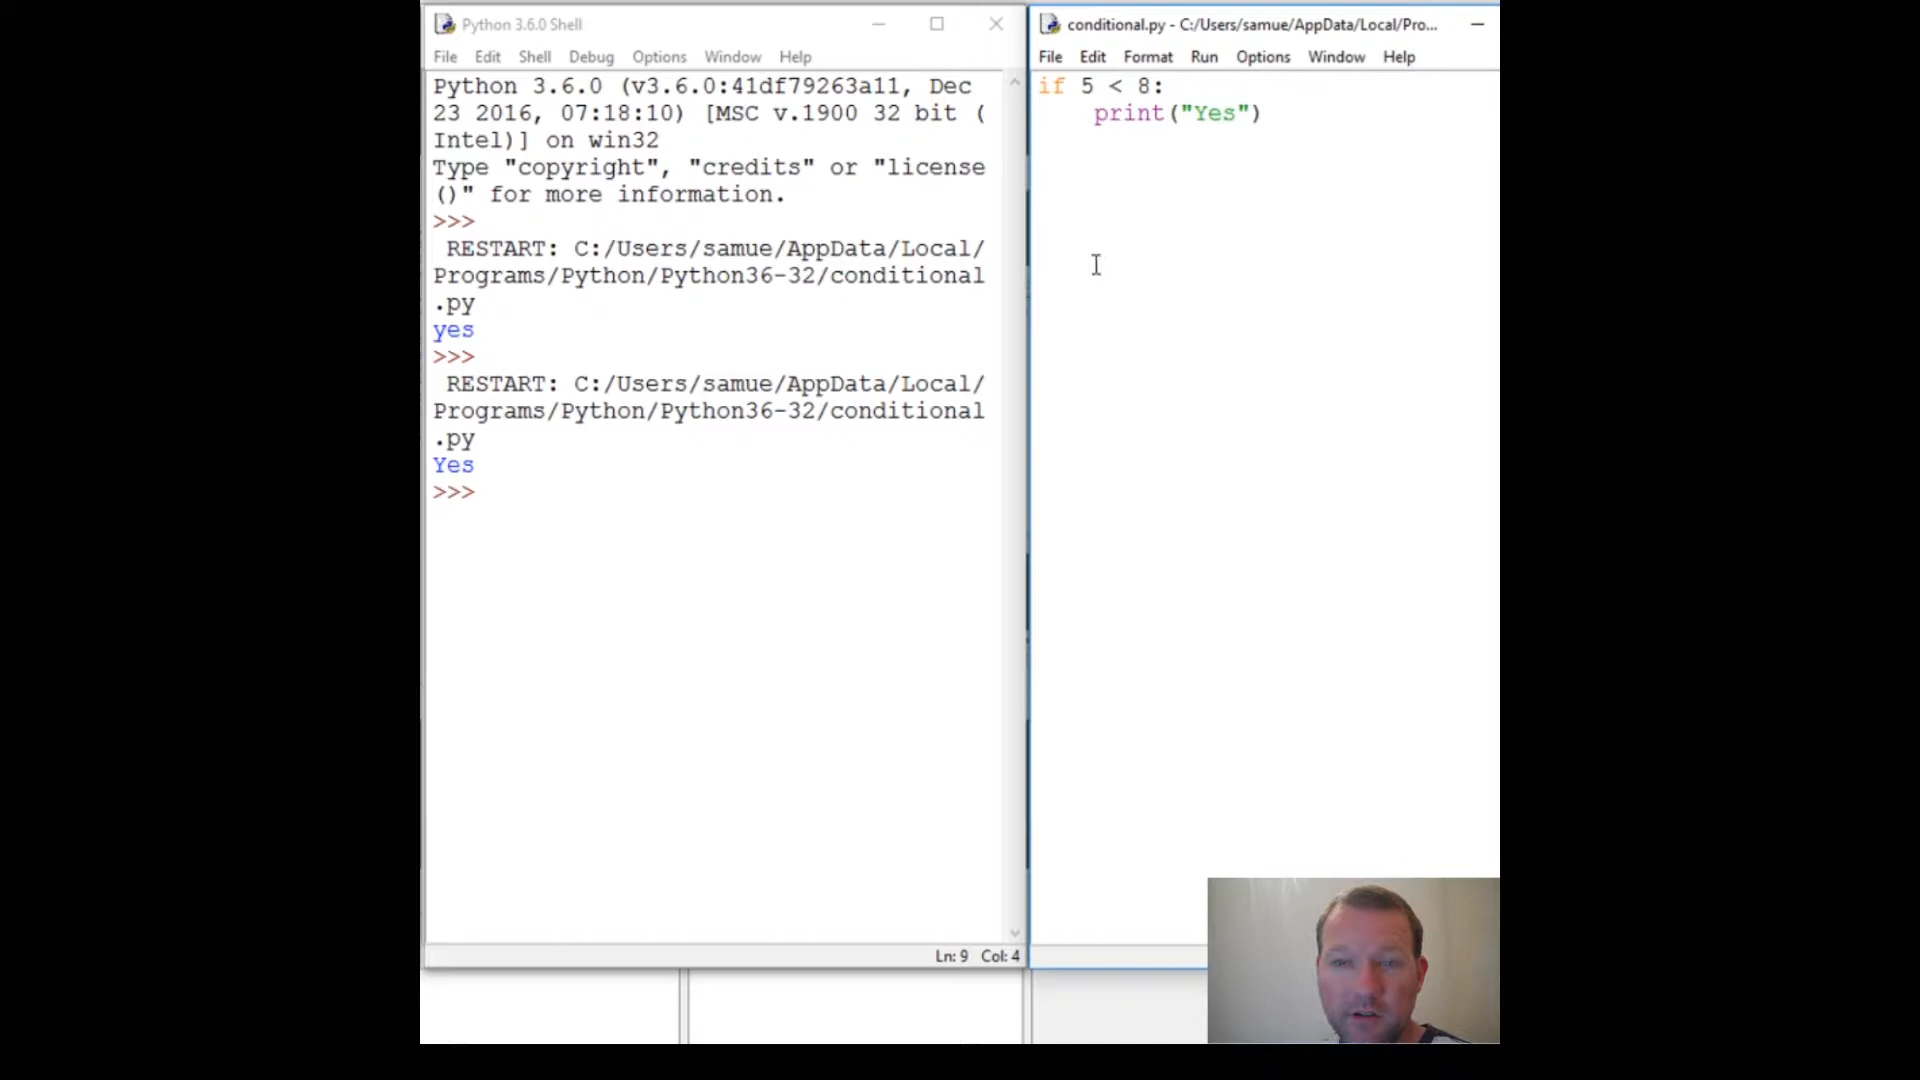 Python 3.6.0 Shell
File Edit Shell Debug Options Window Help
Python 3.6.0 (v3.6.0:41df79263a11, Dec
23 2016, 07:18:10) [MSC v.1900 32 bit (
Intel)] on win32
Type "copyright", "credits" or "license
()" for more information.
>>>
RESTART: C:/Users/samue/AppData/Local/
Programs/Python/Python36-32/conditional
.py
yes
>>>
RESTART: C:/Users/samue/AppData/Local/
Programs/Python/Python36-32/conditional
.py
Yes
>>>
Ln: 9 Col: 4
conditional.py - C:/Users/samue/AppData/Local/Pro...
File Edit Format Run Options Window Help
if 5 < 8:
    print("Yes")